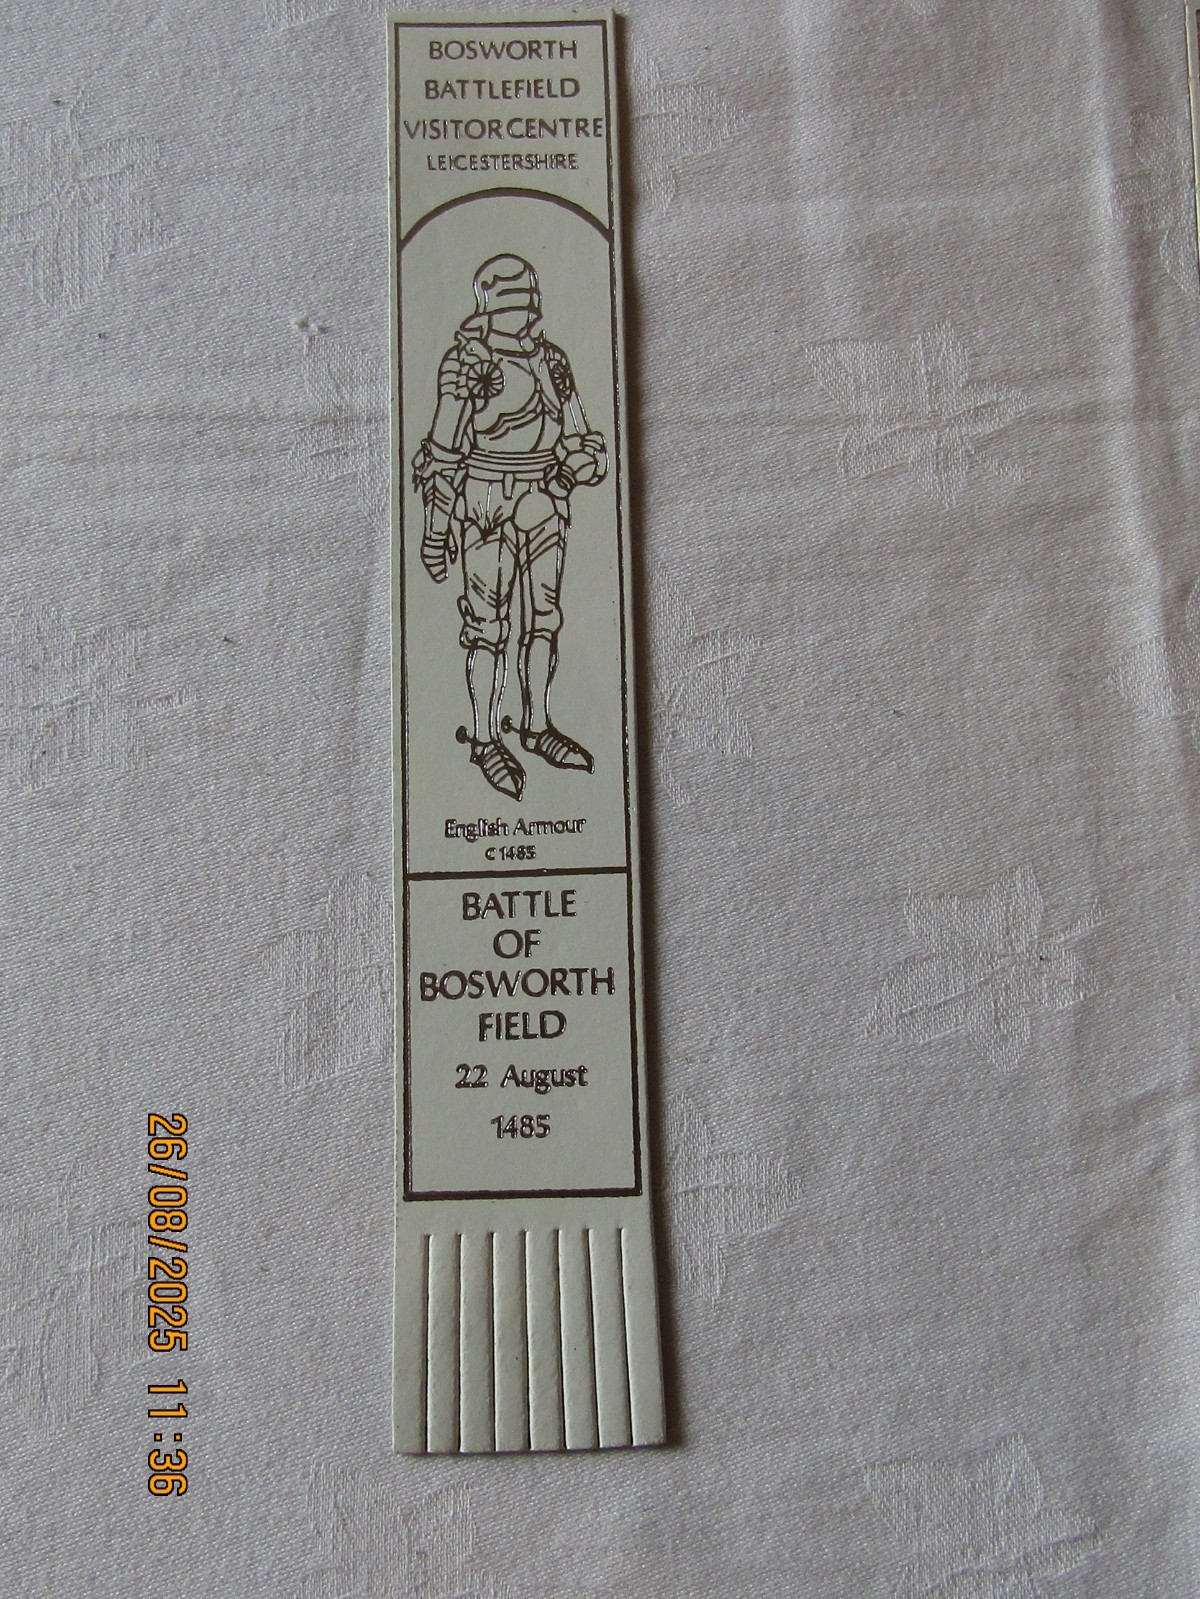 BOSWORTH
BATTLEFIELD
VISITOR CENTRE
LEICESTERSHIRE
English Armour
C 1485
BATTLE
OF
BOSWORTH
FIELD
22 August
1485
26/08/2025 11:36